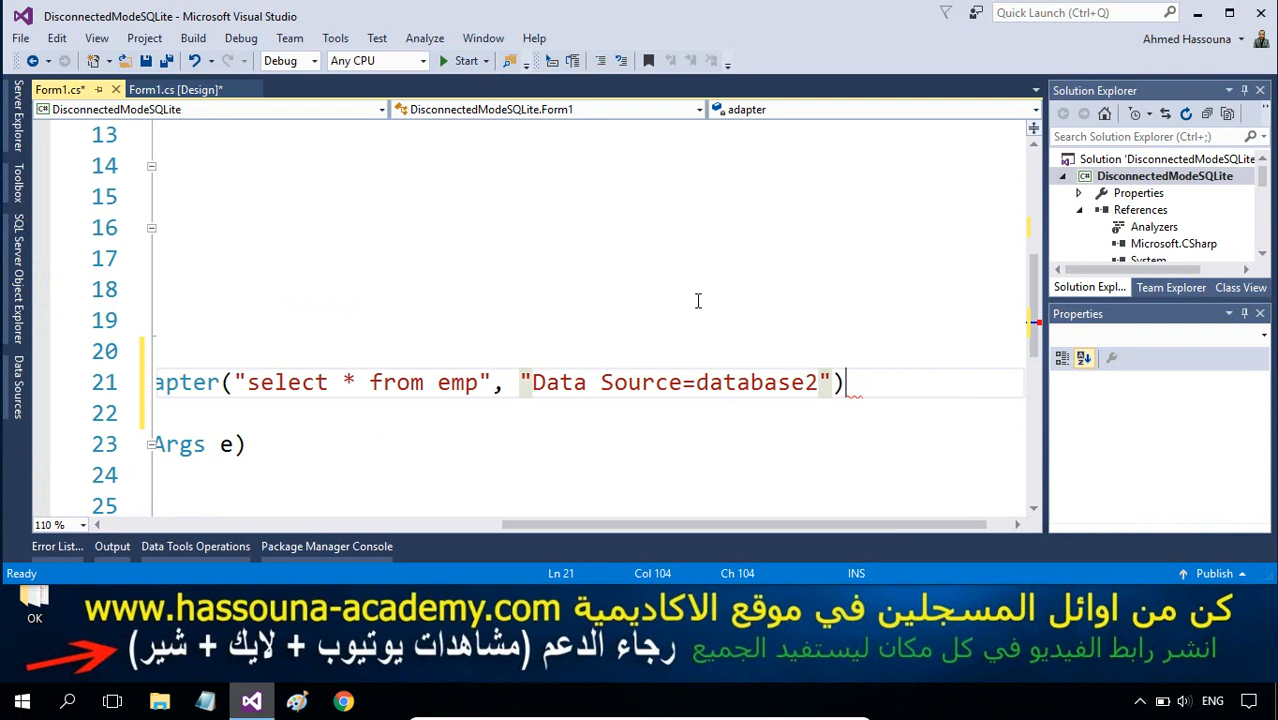 DisconnectedModeSQLite - Microsoft Visual Studio
Quick Launch (Ctrl+Q)
File Edit View Project Build Debug Team Tools Test Analyze Window Help
Ahmed Hassouna
Debug Any CPU Start
Form1.cs* Form1.cs [Design]*
DisconnectedModeSQLite DisconnectedModeSQLite.Form1 adapter
Server Explorer
Toolbox
SQL Server Object Explorer
Data Sources
13
14
15
16
17
18
19
20
21 apter("select * from emp", "Data Source=database2")
22
23 Args e)
24
25
110 %
Solution Explorer
Search Solution Explorer (Ctrl+;)
Solution 'DisconnectedModeSQLite
DisconnectedModeSQLite
Properties
References
Analyzers
Microsoft.CSharp
System
Solution Expl... Team Explorer Class View
Properties
Error List... Output Data Tools Operations Package Manager Console
Ready Ln 21 Col 104 Ch 104 INS Publish
OK
كن من اوائل المسجلين في موقع الاكاديمية www.hassouna-academy.com
انشر رابط الفيديو في كل مكان ليستفيد الجميع رجاء الدعم (مشاهدات يوتيوب + لايك + شير)
ENG